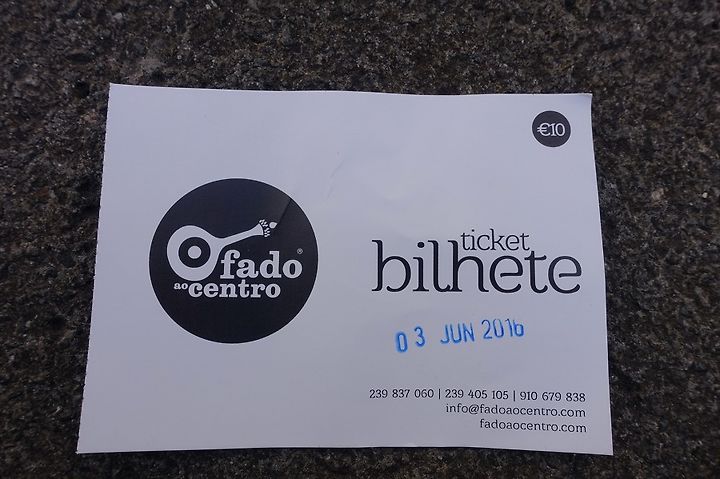 €10
fado
ao centro
®
ticket
bilhete
03 JUN 2016
239 837 060 | 239 405 105 | 910 679 838
info@fadoaocentro.com
fadoaocentro.com